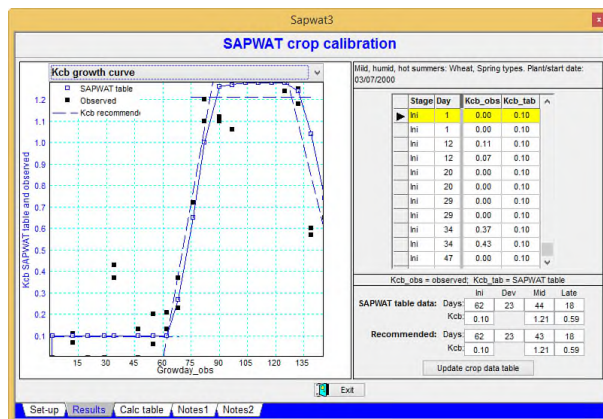 Sapwat3
x
SAPWAT crop calibration
Kcb growth curve
SAPWAT table
Observed
Kcb recommende
Kcb SAPWAT table and observed
1.2
1.1
1.0
0.9
0.8
0.7
0.6
0.5
0.4
0.3
0.2
0.1
15 30 45 60 75 90 105 120 135
Growday_obs
Mild, humid, hot summers: Wheat, Spring types. Plant/start date:
03/07/2000
Stage Day Kcb_obs Kcb_tab
Ini 1 0.00 0.10
Ini 1 0.00 0.10
Ini 12 0.11 0.10
Ini 12 0.07 0.10
Ini 20 0.00 0.10
Ini 20 0.00 0.10
Ini 29 0.00 0.10
Ini 29 0.00 0.10
Ini 34 0.37 0.10
Ini 34 0.43 0.10
Ini 47 0.00 0.10
Kcb_obs = observed; Kcb_tab = SAPWAT table
Ini Dev Mid Late
SAPWAT table data: Days: 62 23 44 18
Kcb: 0.10 1.21 0.59
Recommended: Days: 62 23 43 18
Kcb: 0.10 1.21 0.59
Update crop data table
Exit
Set-up Results Calc table Notes1 Notes2